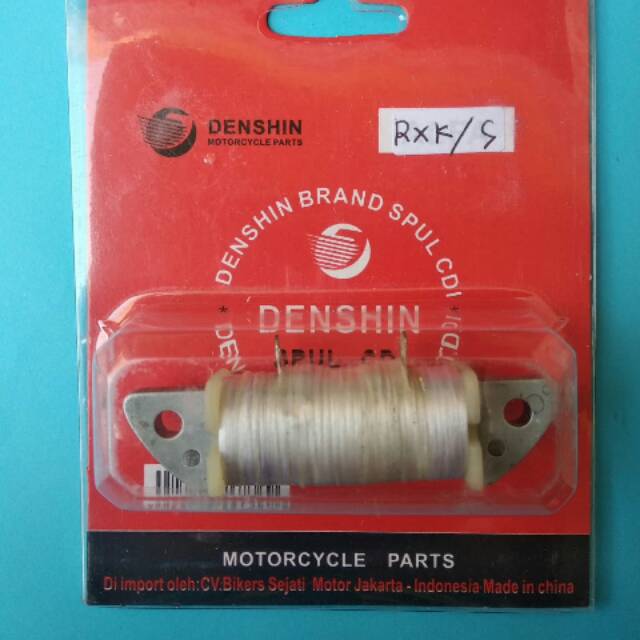 DENSHIN
MOTORCYCLE PARTS
RXK/S
* DENSHIN BRAND SPUL CDI *
DENSHIN
SPUL
MOTORCYCLE PARTS
Di import oleh:CV.Bikers Sejati Motor Jakarta - Indonesia Made in china